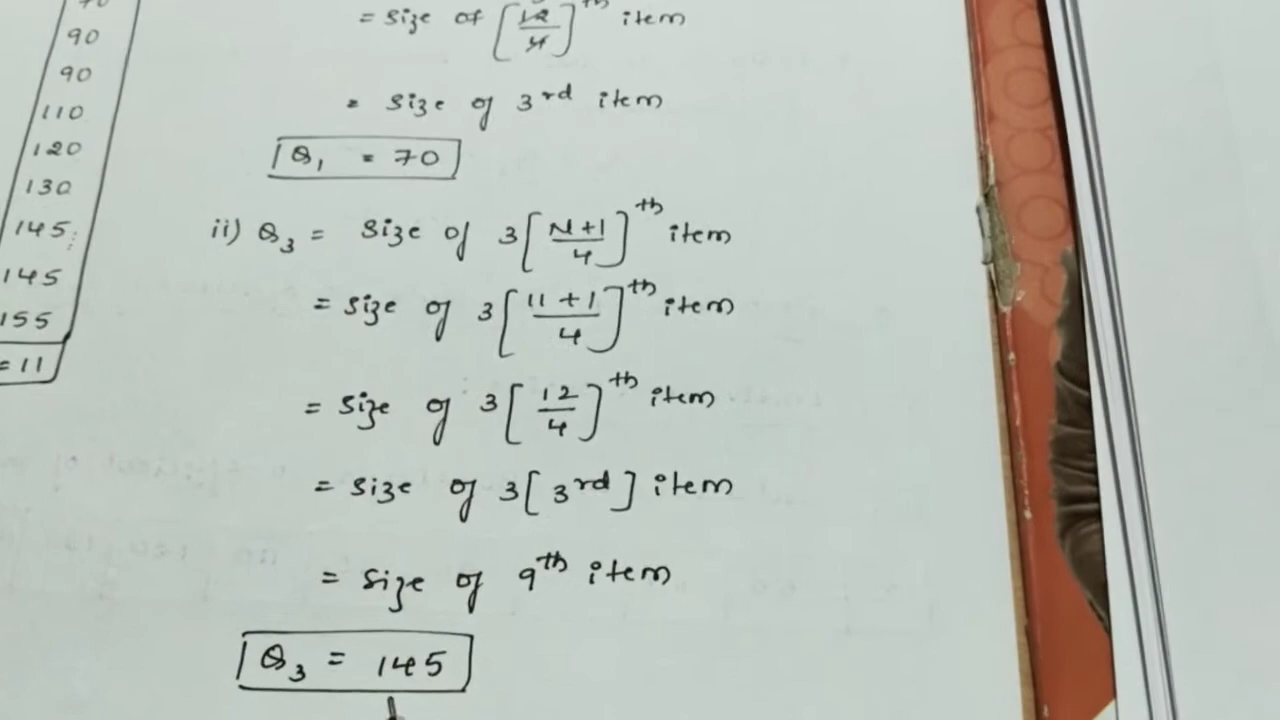 70
90
90
110
120
130
145
145
155
=11
= Size of [12/4]th item
= Size of 3rd item
Q1 = 70
ii) Q3 = Size of 3[N+1/4]th item
= Size of 3[11+1/4]th item
= Size of 3[12/4]th item
= Size of 3[3rd] item
= Size of 9th item
Q3 = 145